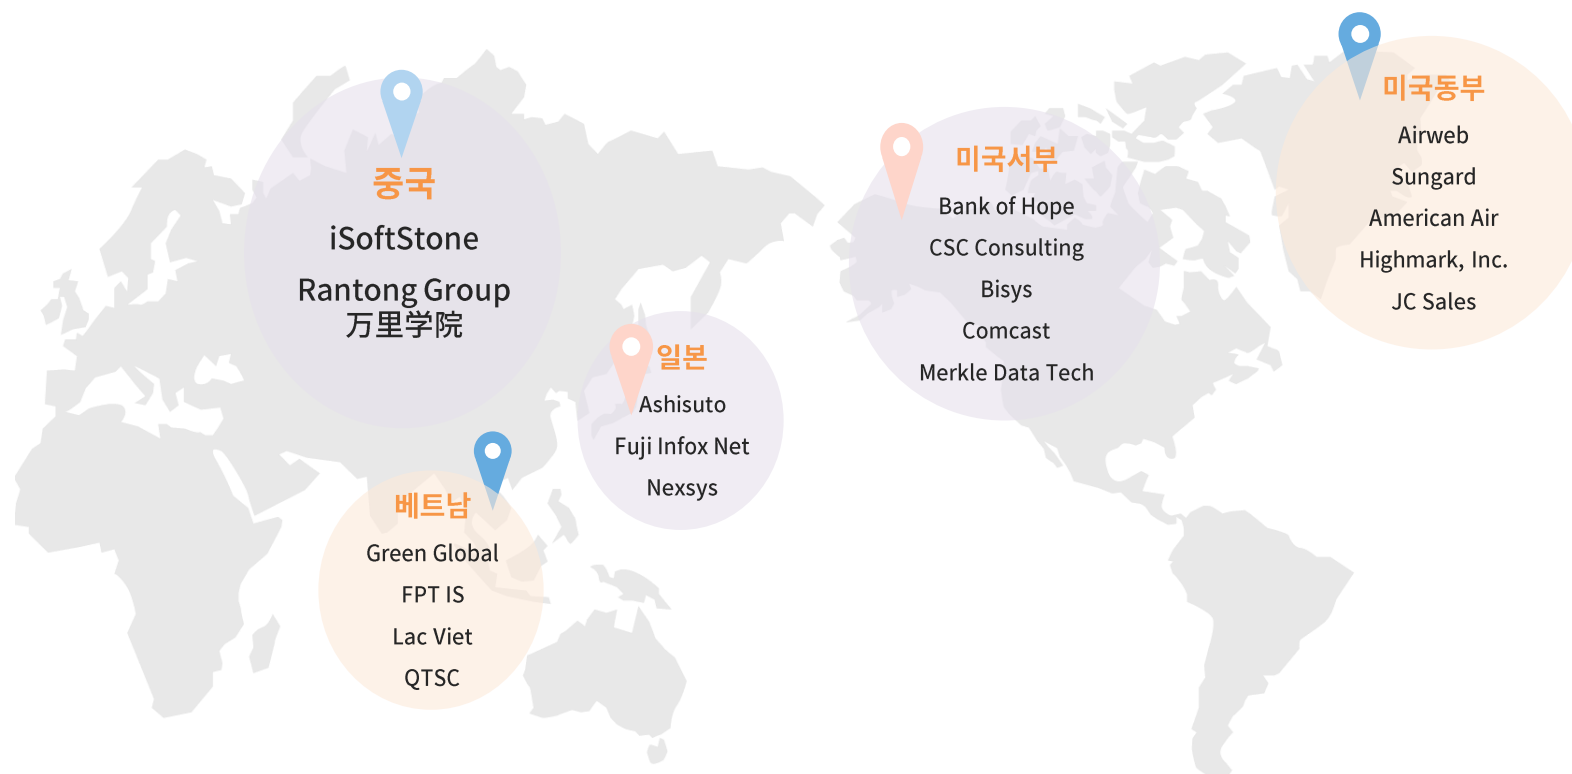 중국
iSoftStone
Rantong Group
万里学院
일본
Ashisuto
Fuji Infox Net
Nexsys
베트남
Green Global
FPT IS
Lac Viet
QTSC
미국서부
Bank of Hope
CSC Consulting
Bisys
Comcast
Merkle Data Tech
미국동부
Airweb
Sungard
American Air
Highmark, Inc.
JC Sales